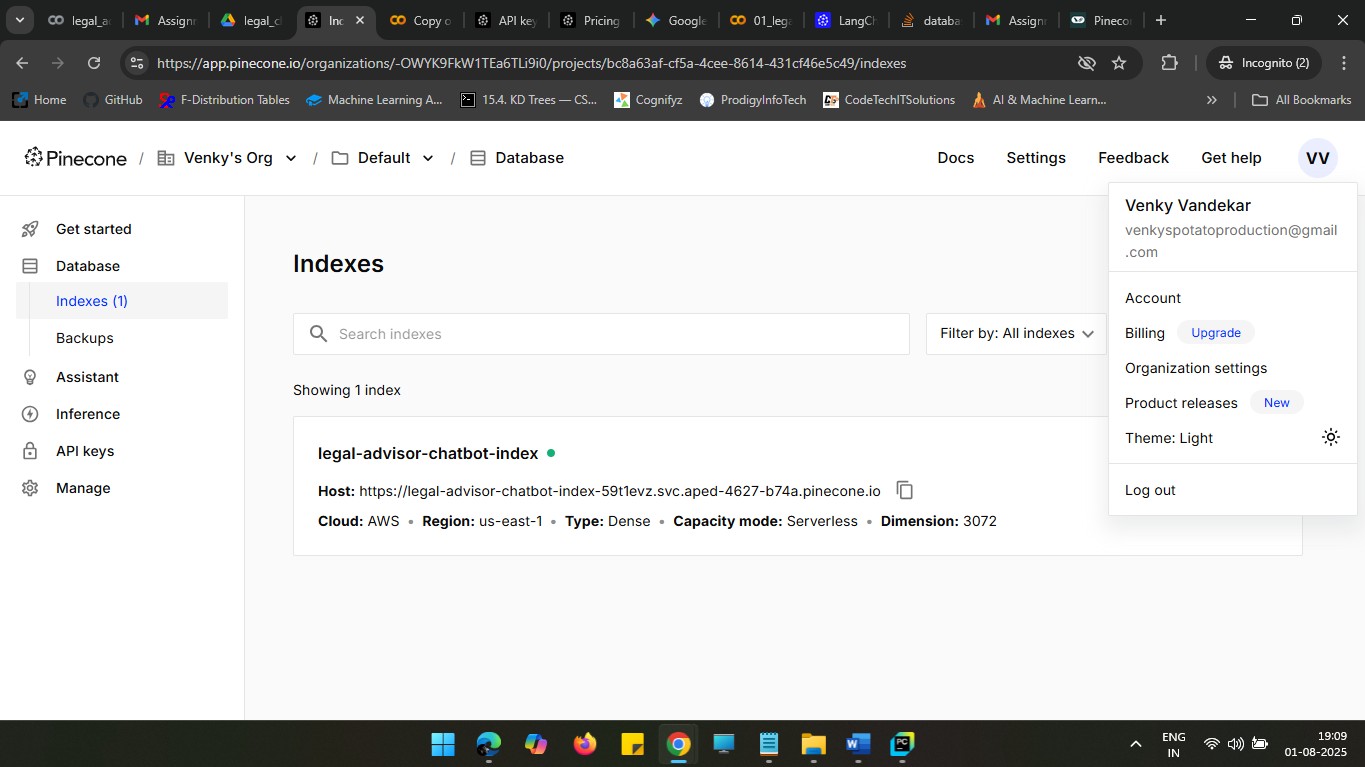 legal_a
Assignm
legal_cl
Ind
Copy o
API key
Pricing
Google
01_lega
LangCh
databa
Assignm
Pinecor
https://app.pinecone.io/organizations/-OWYK9FkW1TEa6TLi9i0/projects/bc8a63af-cf5a-4cee-8614-431cf46e5c49/indexes
Incognito (2)
Home
GitHub
F-Distribution Tables
Machine Learning A...
15.4. KD Trees — CS...
Cognifyz
ProdigyInfoTech
CodeTechITSolutions
AI & Machine Learn...
All Bookmarks
Pinecone / Venky's Org / Default / Database
Docs
Settings
Feedback
Get help
VV
Get started
Database
Indexes (1)
Backups
Assistant
Inference
API keys
Manage
Indexes
Search indexes
Filter by: All indexes
Showing 1 index
legal-advisor-chatbot-index
Host: https://legal-advisor-chatbot-index-59t1evz.svc.aped-4627-b74a.pinecone.io
Cloud: AWS • Region: us-east-1 • Type: Dense • Capacity mode: Serverless • Dimension: 3072
Venky Vandekar
venkyspotatoproduction@gmail
.com
Account
Billing Upgrade
Organization settings
Product releases New
Theme: Light
Log out
ENG
IN
19:09
01-08-2025